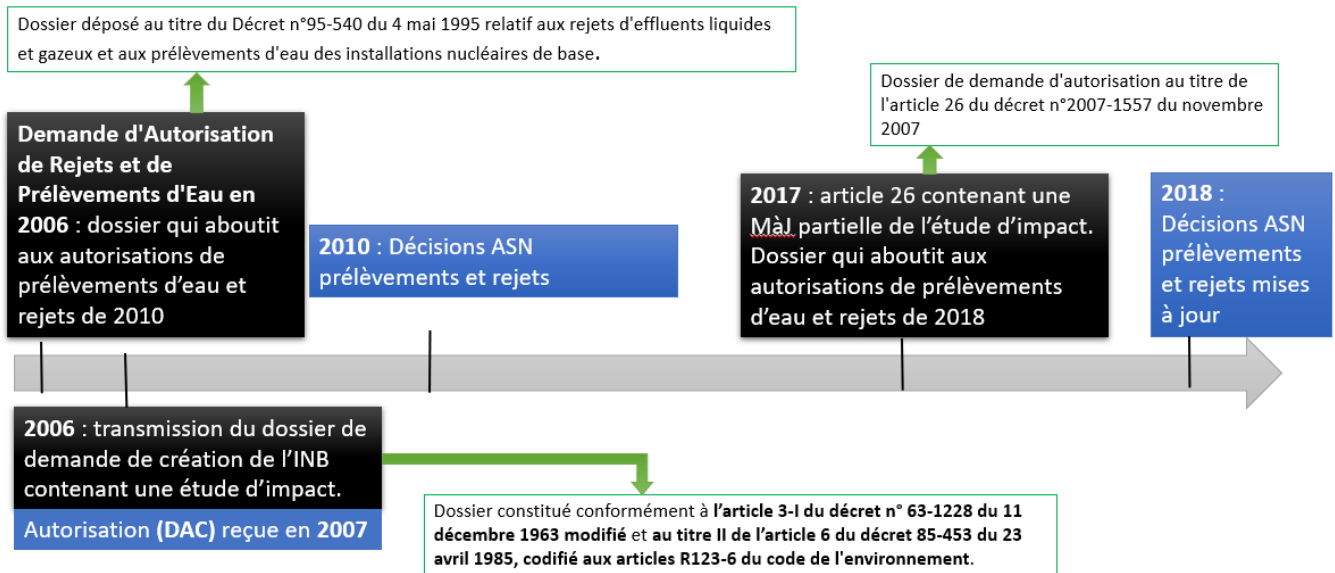 Dossier déposé au titre du Décret n°95-540 du 4 mai 1995 relatif aux rejets d'effluents liquides
et gazeux et aux prélèvements d'eau des installations nucléaires de base.
Dossier de demande d'autorisation au titre de
l'article 26 du décret n°2007-1557 du novembre
2007
Demande d'Autorisation
de Rejets et de
Prélèvements d'Eau en
2006 : dossier qui aboutit
aux autorisations de
prélèvements d’eau et
rejets de 2010
2010 : Décisions ASN
prélèvements et rejets
2017 : article 26 contenant une
MàJ partielle de l’étude d’impact.
Dossier qui aboutit aux
autorisations de prélèvements
d’eau et rejets de 2018
2018 :
Décisions ASN
prélèvements
et rejets mises
à jour
2006 : transmission du dossier de
demande de création de l’INB
contenant une étude d’impact.
Autorisation (DAC) reçue en 2007
Dossier constitué conformément à l’article 3-I du décret n° 63-1228 du 11
décembre 1963 modifié et au titre II de l’article 6 du décret 85-453 du 23
avril 1985, codifié aux articles R123-6 du code de l'environnement.